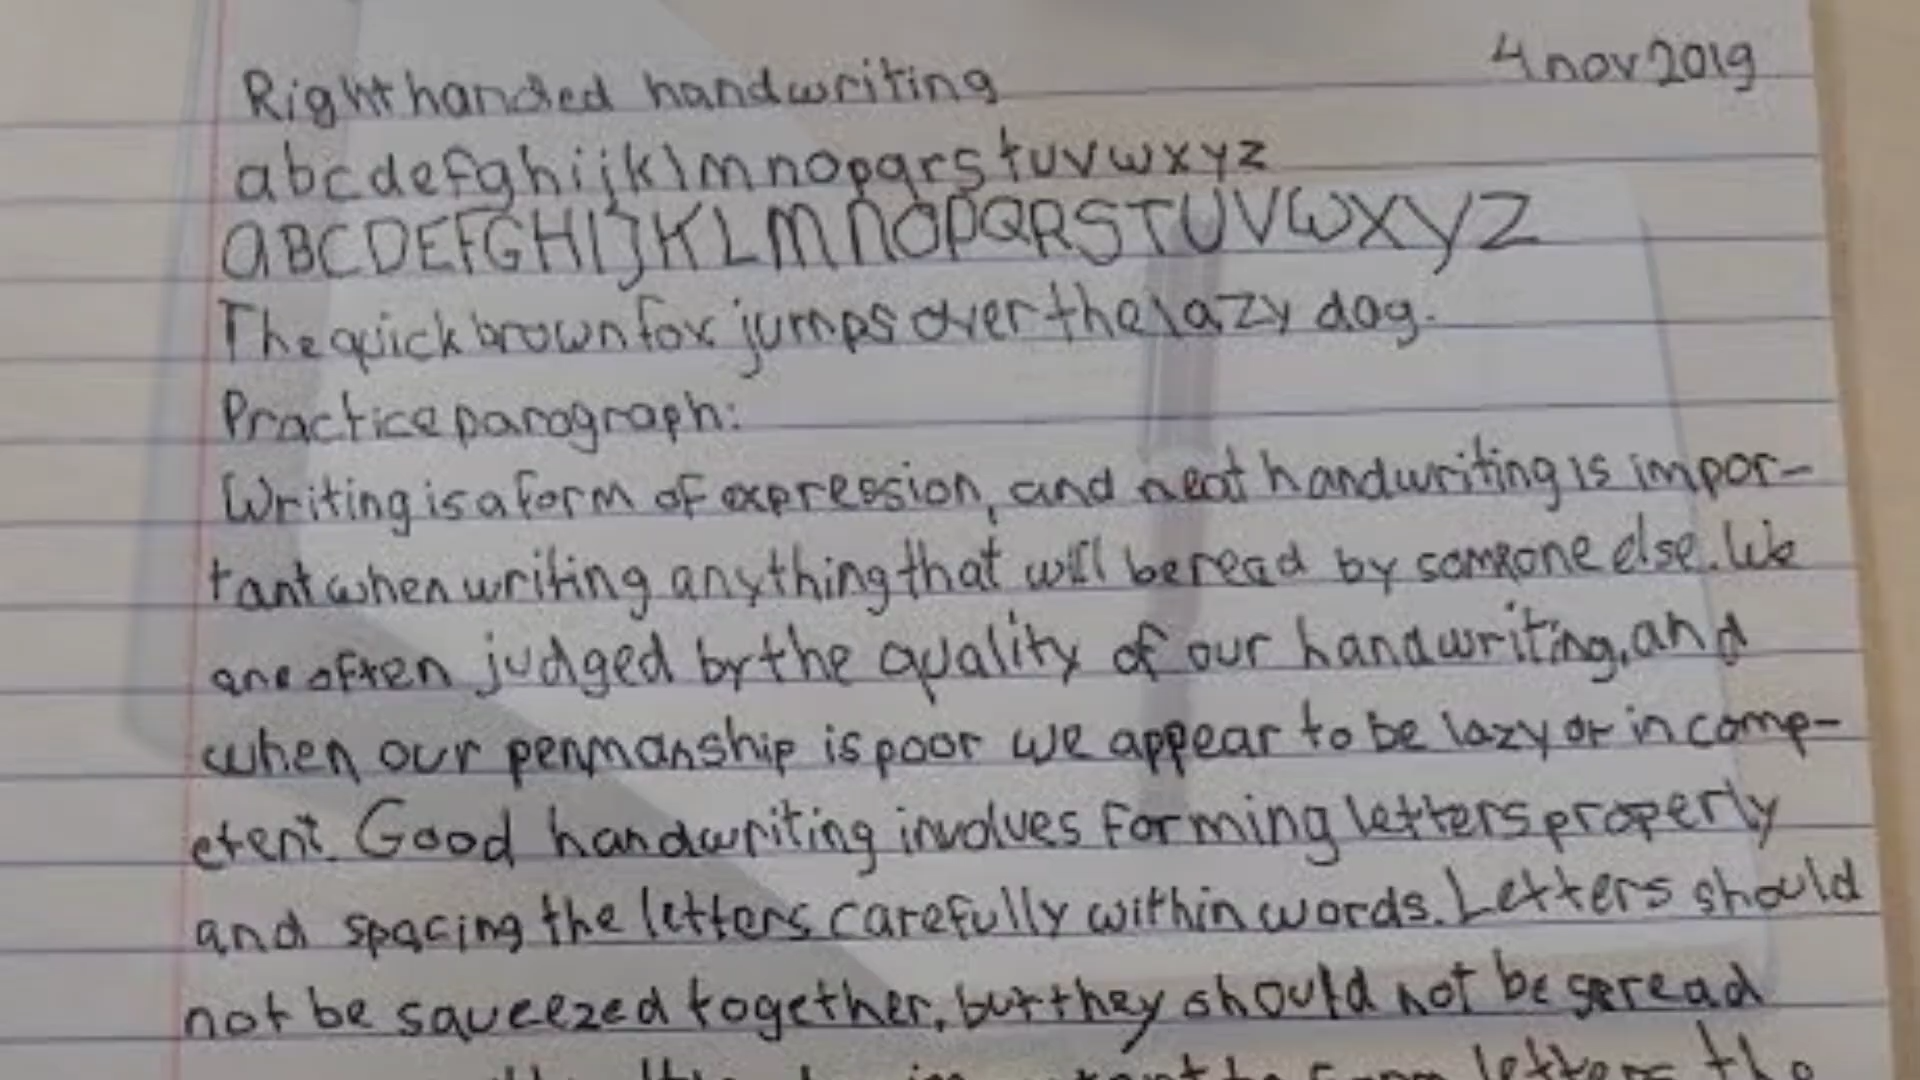 Right handed handwriting 4 nov 2019
abcdefghijklmnopqrstuvwxyz
ABCDEFGHIJKLMNOPQRSTUVWXYZ
The quick brown fox jumps over the lazy dog.
Practice paragraph:
Writing is a form of expression, and neat handwriting is impor-
tant when writing anything that will be read by someone else. We
are often judged by the quality of our handwriting, and
when our penmanship is poor we appear to be lazy or incomp-
etent. Good handwriting involves forming letters properly
and spacing the letters carefully within words. Letters should
not be squeezed together, but they should not be spread
letters the